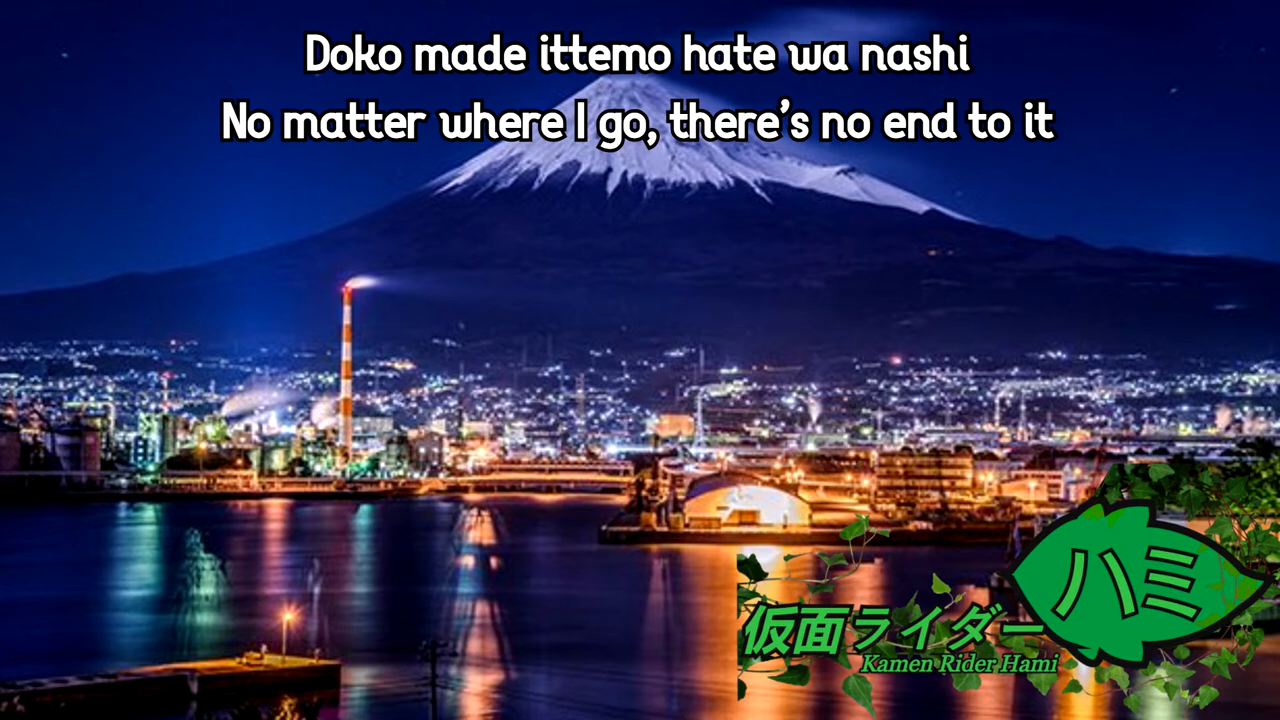 Doko made ittemo hate wa nashi
No matter where I go, there's no end to it
ハミ
仮面ライダー
Kamen Rider Hami